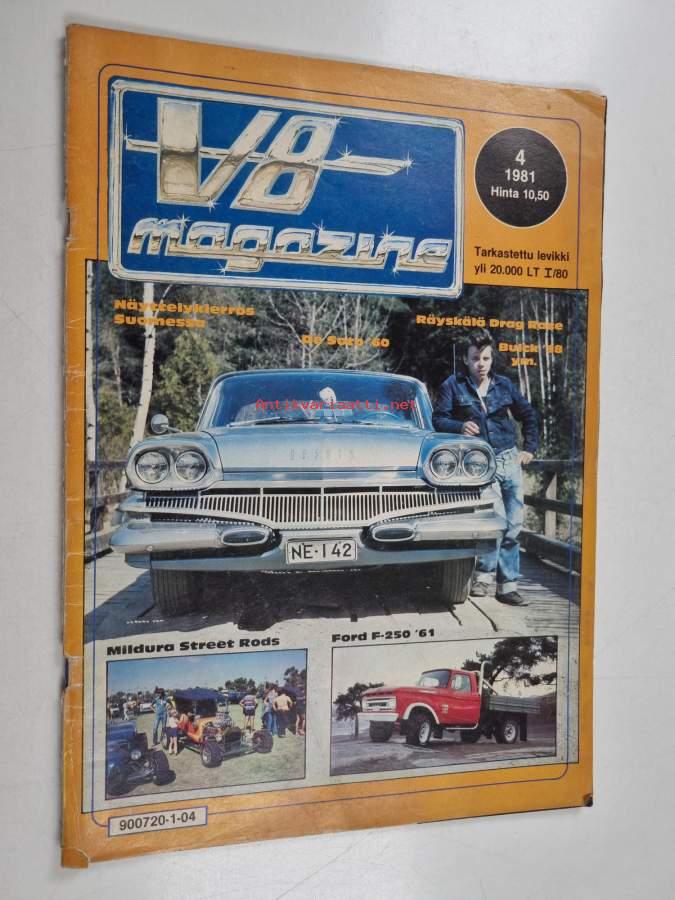 V8
magazine
4
1981
Hinta 10,50
Tarkastettu levikki
yli 20.000 LT I/80
Näyttelykierros
Suomessa
De Soto '60
Räyskälä Drag Race
Buick '58
ym.
Antikvariaatti.net
DESOTO
NE-142
Mildura Street Rods
Ford F-250 '61
900720-1-04